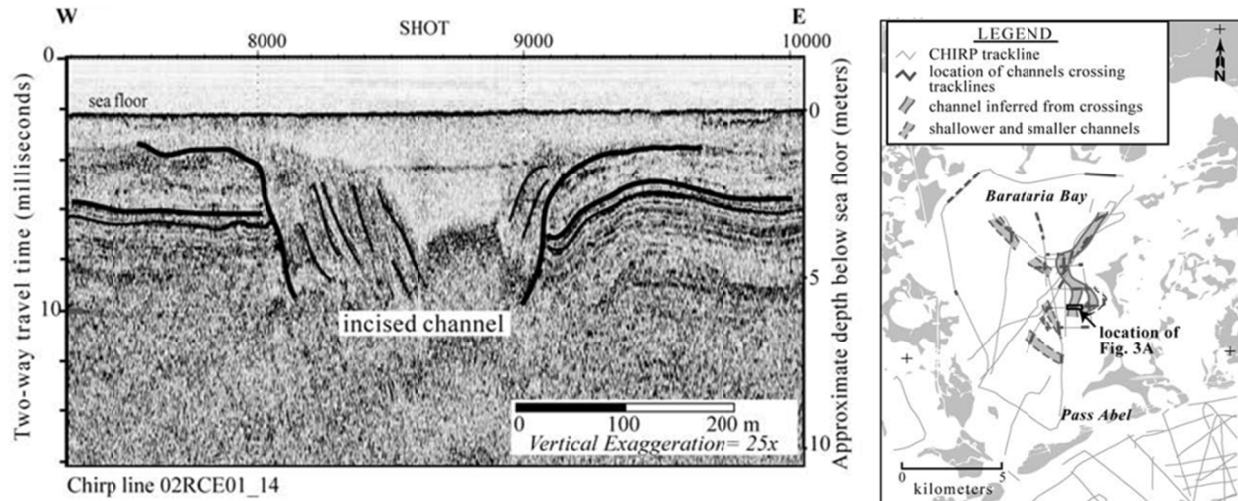 W
SHOT
E
8000
9000
10000
0
sea floor
0
Two-way travel time (milliseconds)
Approximate depth below sea floor (meters)
5
10
incised channel
0 100 200 m
Vertical Exaggeration = 25x
10
Chirp line 02RCE01_14
LEGEND
CHIRP trackline
location of channels crossing
tracklines
channel inferred from crossings
shallower and smaller channels
N
Barataria Bay
location of
Fig. 3A
Pass Abel
0 5
kilometers